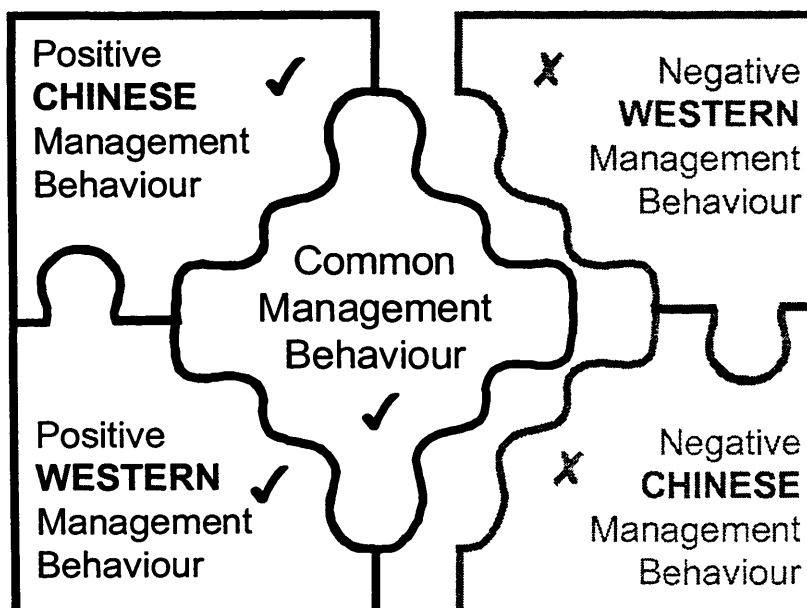 Positive
CHINESE
Management
Behaviour
Negative
WESTERN
Management
Behaviour
Common
Management
Behaviour
Positive
WESTERN
Management
Behaviour
Negative
CHINESE
Management
Behaviour